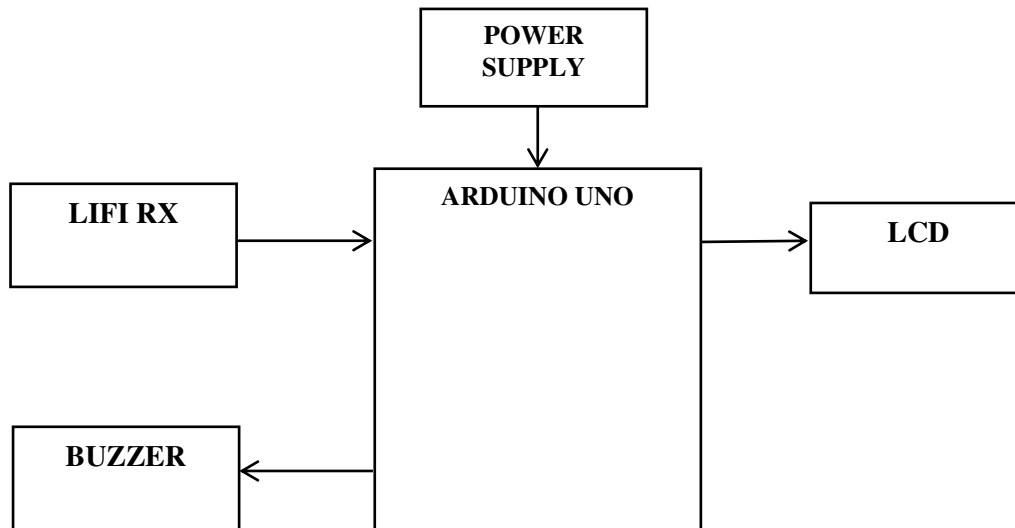 POWER
SUPPLY
ARDUINO UNO
LIFI RX
LCD
BUZZER